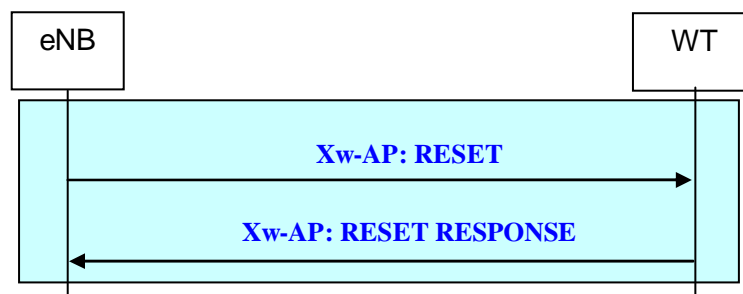 eNB
WT
Xw-AP: RESET
Xw-AP: RESET RESPONSE